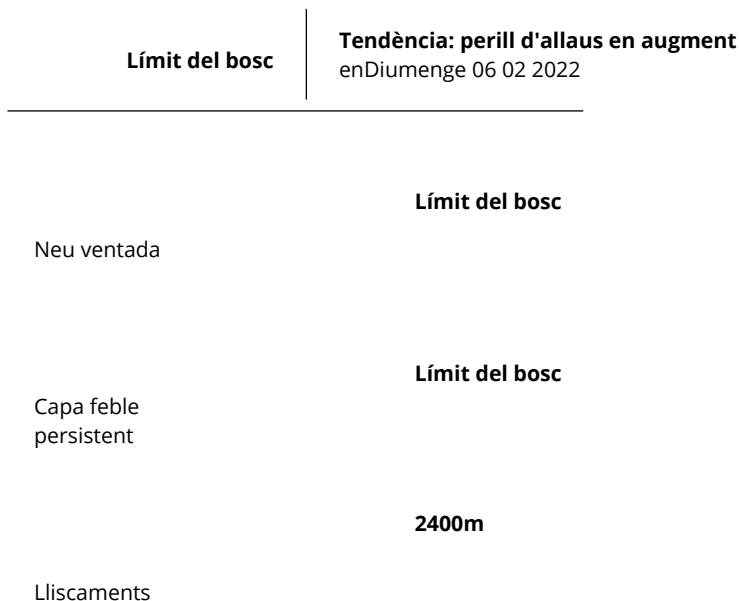 Límit del bosc
Tendència: perill d'allaus en augment
enDiumenge 06 02 2022
Límit del bosc
Neu ventada
Límit del bosc
Capa feble
persistent
2400m
Lliscaments